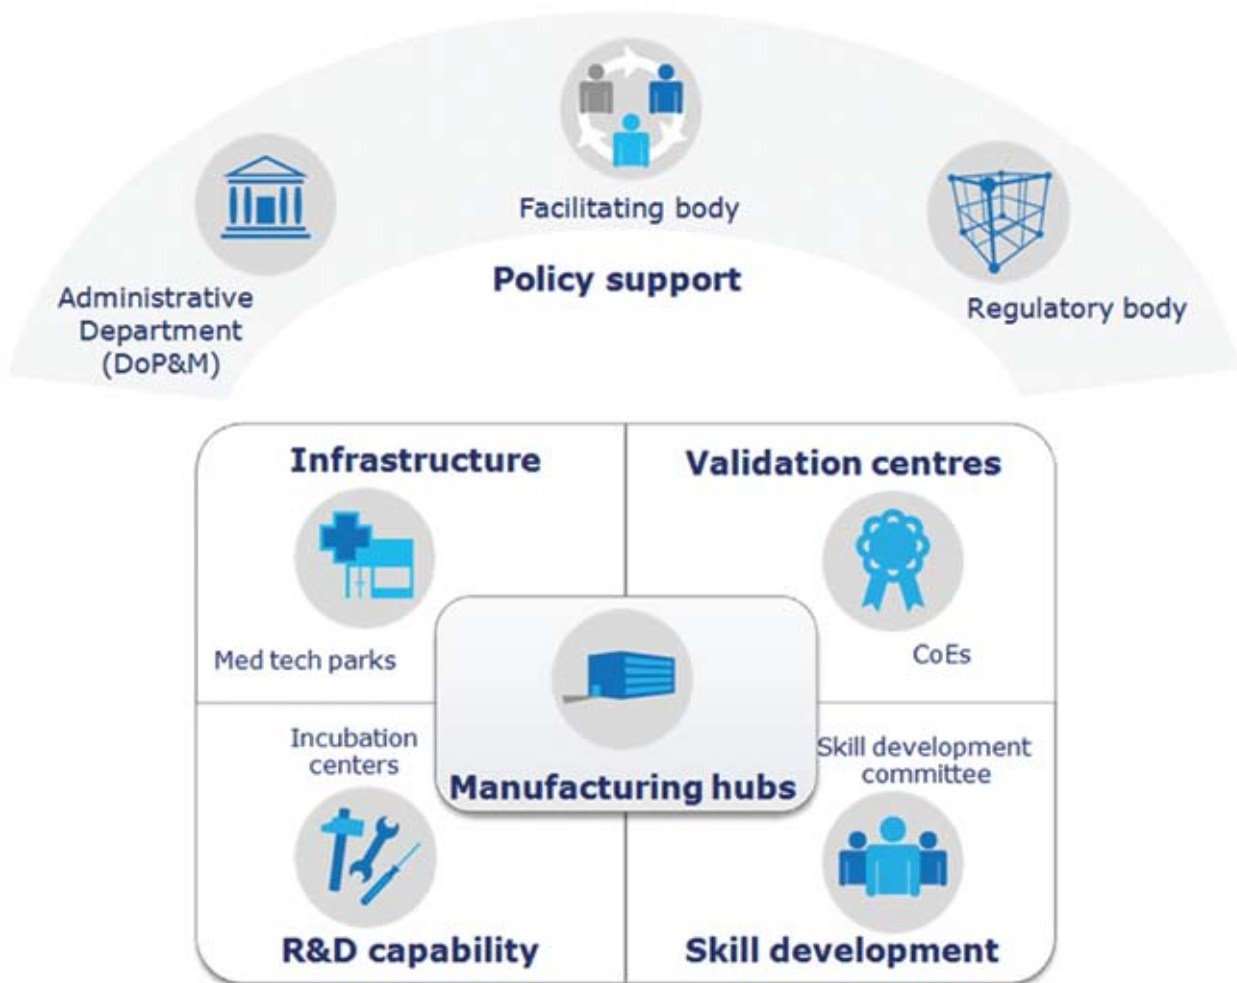 Facilitating body
Policy support
Administrative
Department
(DoP&M)
Regulatory body
Infrastructure
Med tech parks
Validation centres
CoEs
Manufacturing hubs
Incubation
centers
R&D capability
Skill development
committee
Skill development